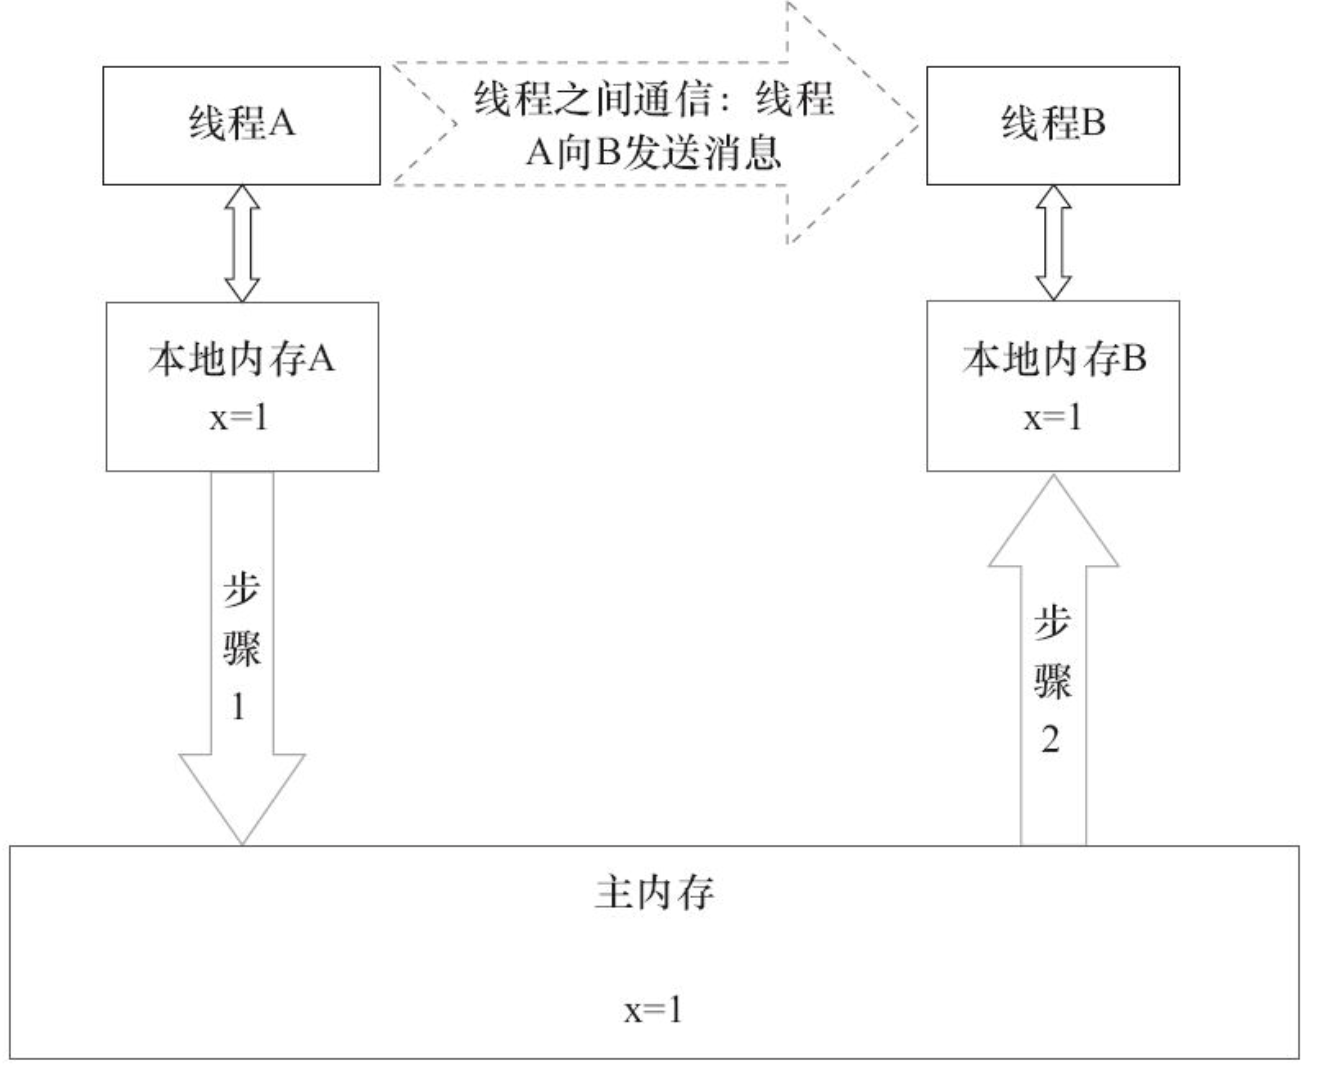 线程A
线程之间通信：线程
A向B发送消息
线程B
本地内存A
x=1
本地内存B
x=1
步
骤
1
步
骤
2
主内存
x=1